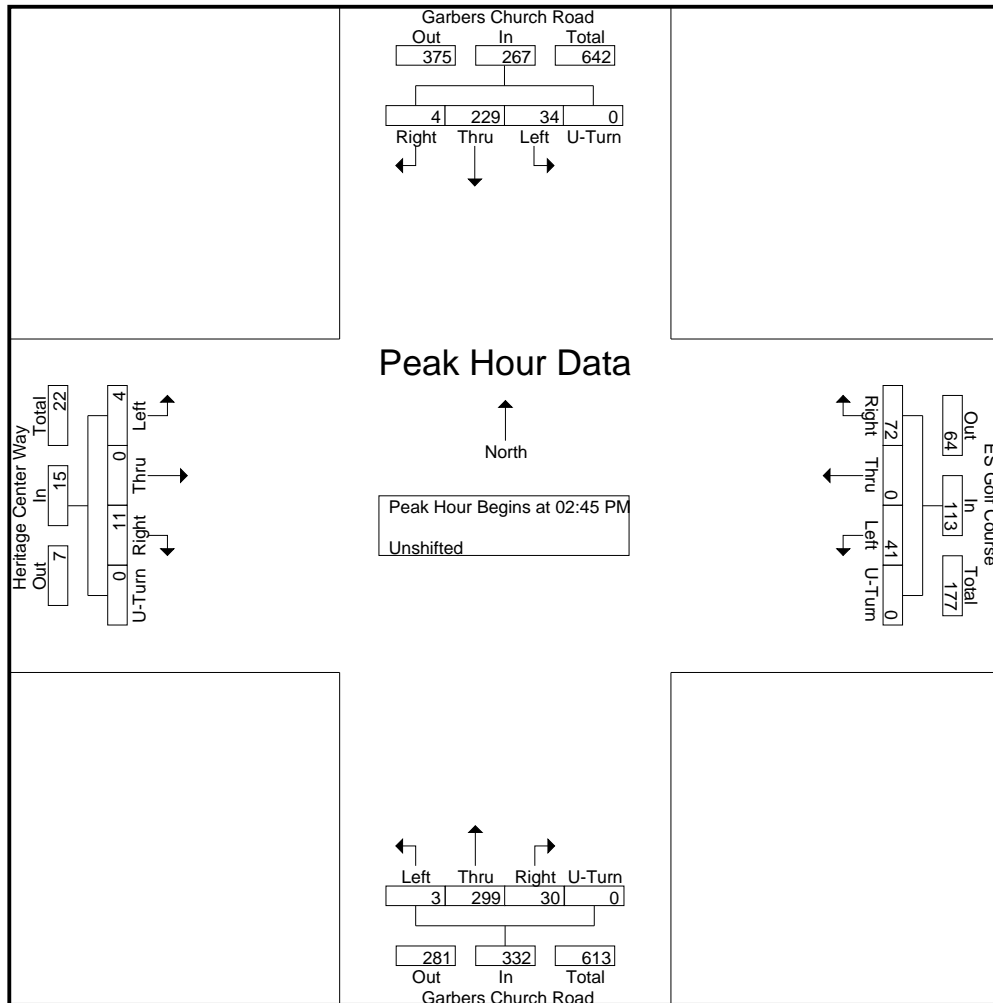 Garbers Church Road
Out In Total
375 267 642
4 229 34 0
Right Thru Left U-Turn
Peak Hour Data
North
Peak Hour Begins at 02:45 PM
Unshifted
Heritage Center Way
Total In Out
22 15 7
4 0 11 0
Left Thru Right U-Turn
ES Golf Course
Out In Total
64 113 177
72 0 41 0
Right Thru Left U-Turn
Left Thru Right U-Turn
3 299 30 0
281 332 613
Out In Total
Garbers Church Road